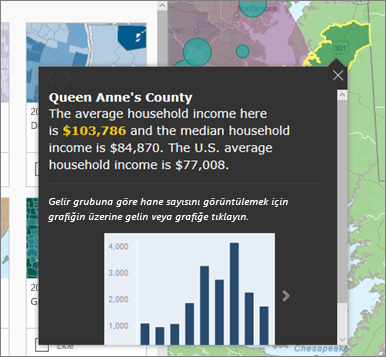 Baltimore
301
20
D
Queen Anne's County
The average household income here
is $103,786 and the median household
income is $84,870. The U.S. average
household income is $77,008.
Gelir grubuna göre hane sayısını görüntülemek için
grafiğin üzerine gelin veya grafiğe tıklayın.
4,000
3,000
2,000
1,000
20
G
Ekle
Chesapeake